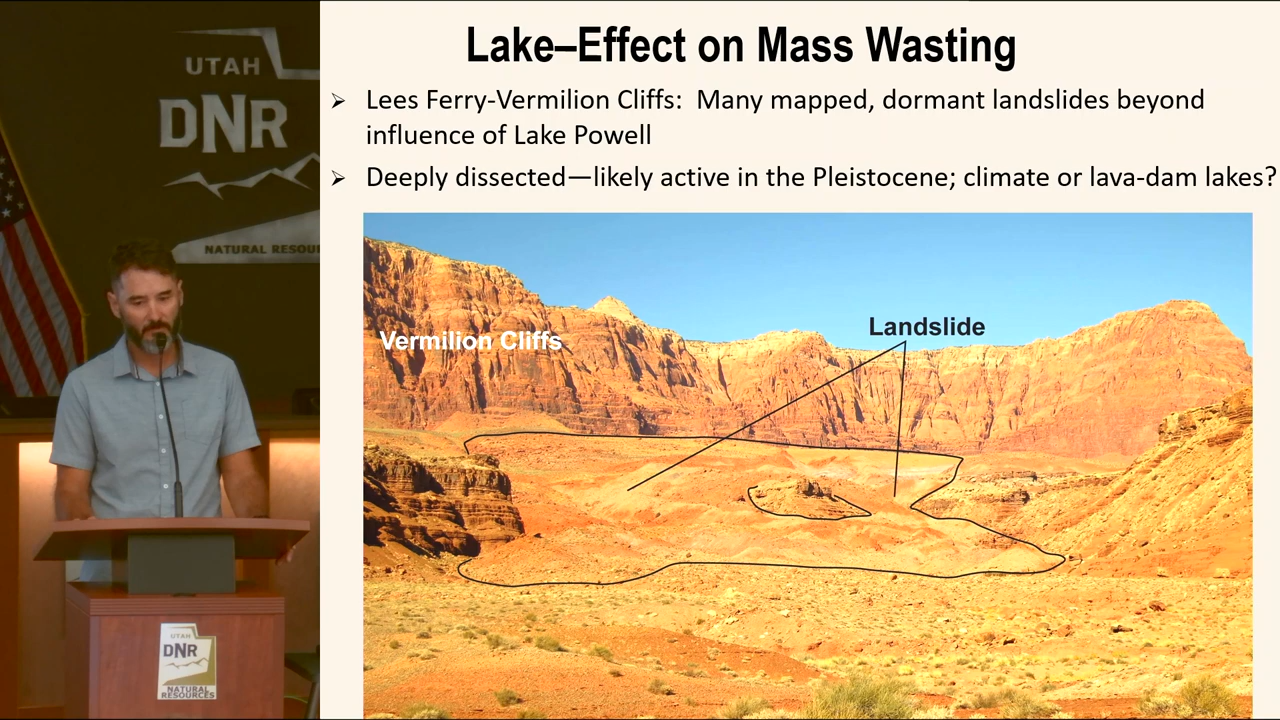 UTAH
DNR
NATURAL RESOU
UTAH
DNR
NATURAL
RESOURCES
Lake–Effect on Mass Wasting
Lees Ferry-Vermilion Cliffs: Many mapped, dormant landslides beyond
influence of Lake Powell
Deeply dissected—likely active in the Pleistocene; climate or lava-dam lakes?
Vermilion Cliffs
Landslide